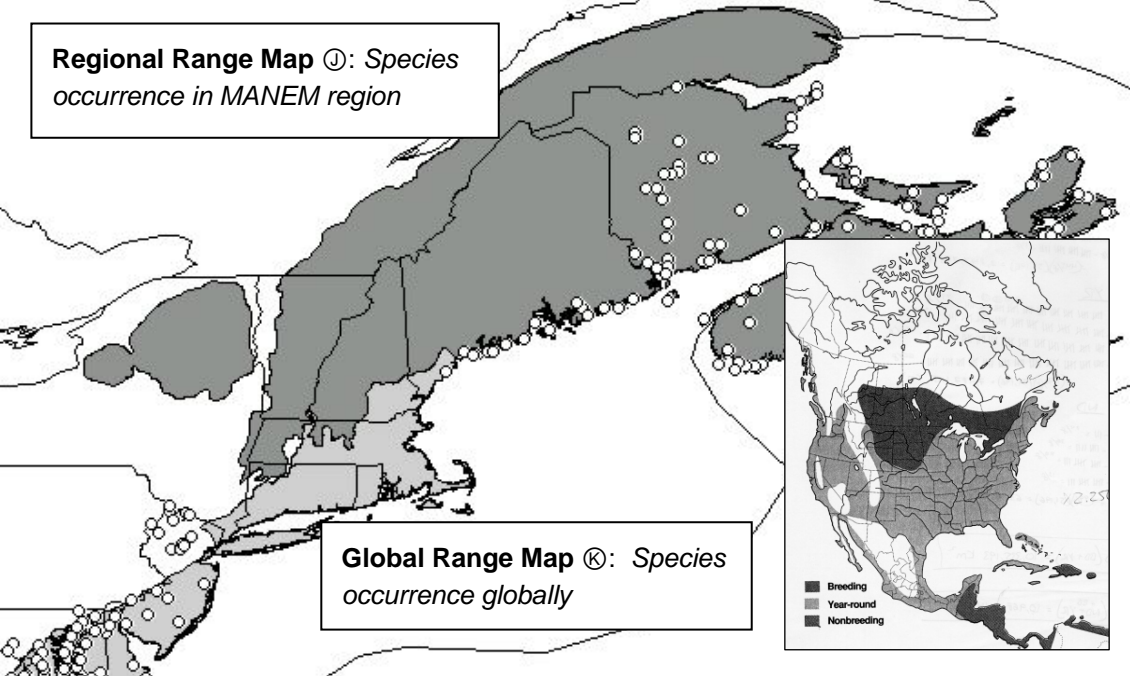 Regional Range Map Ⓙ: Species
occurrence in MANEM region
Global Range Map Ⓚ: Species
occurrence globally
Breeding
Year-round
Nonbreeding